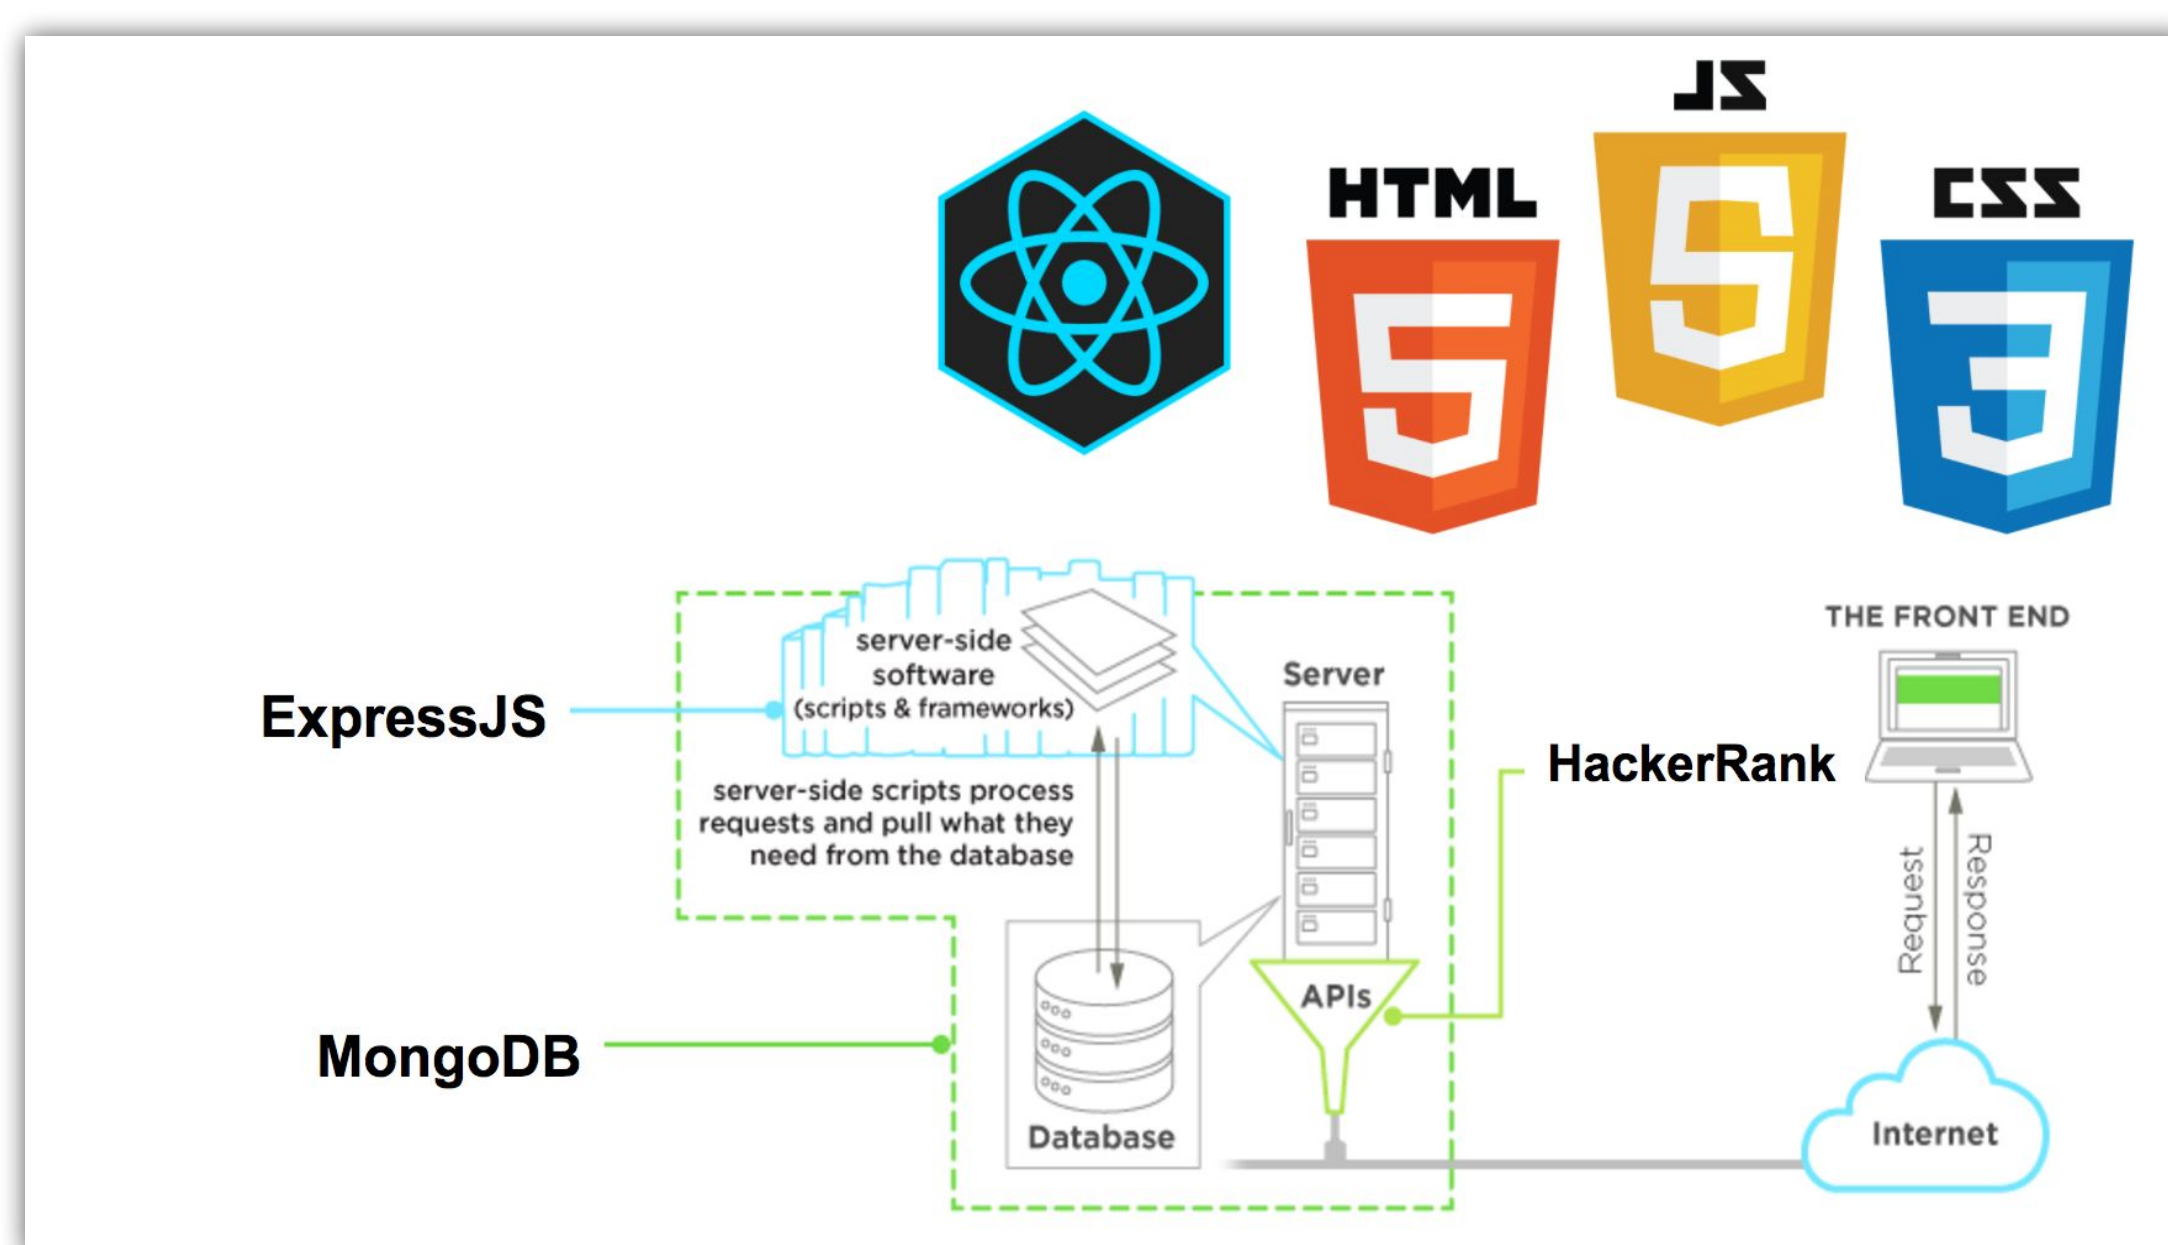 JS
HTML
CSS
5
5
3
server-side
software
(scripts & frameworks)
THE FRONT END
Server
ExpressJS
HackerRank
server-side scripts process
requests and pull what they
need from the database
Request
Response
APIs
MongoDB
Database
Internet